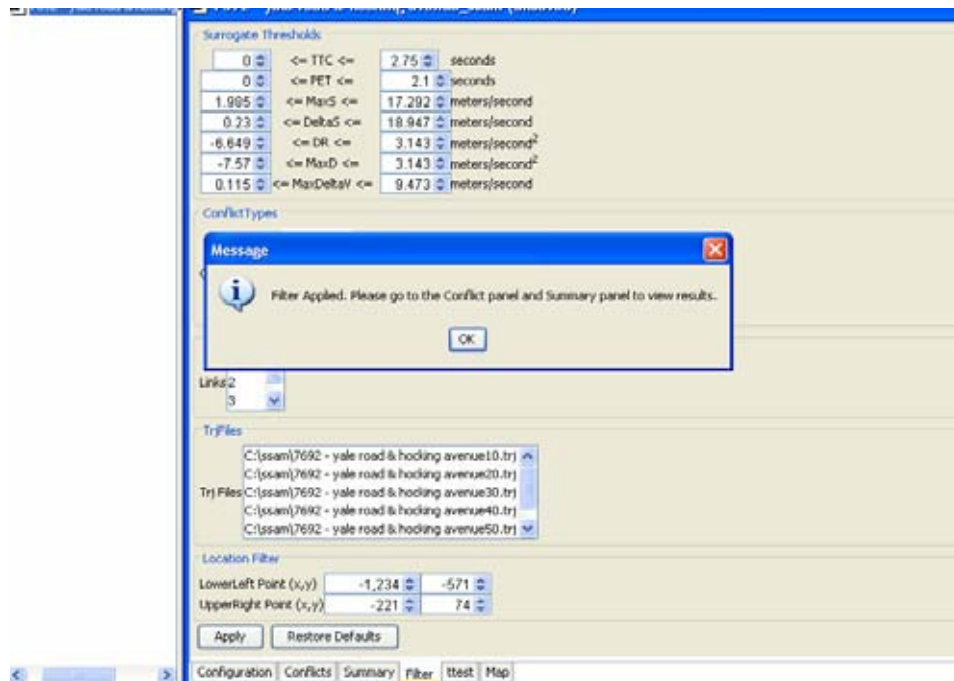 Surrogate Thresholds
0 <= TTC <= 2.75 seconds
0 <= PET <= 2.1 seconds
1.985 <= MaxS <= 17.292 meters/second
0.23 <= DeltaS <= 18.947 meters/second
-6.649 <= DR <= 3.143 meters/second²
-7.57 <= MaxD <= 3.143 meters/second²
0.115 <= MaxDeltaV <= 9.473 meters/second
ConflictTypes
Message
Filter Applied. Please go to the Conflict panel and Summary panel to view results.
OK
Links 2
3
TrjFiles
C:\ssam\7692 - yale road & hocking avenue10.trj
C:\ssam\7692 - yale road & hocking avenue20.trj
Trj Files C:\ssam\7692 - yale road & hocking avenue30.trj
C:\ssam\7692 - yale road & hocking avenue40.trj
C:\ssam\7692 - yale road & hocking avenue50.trj
Location Filter
LowerLeft Point (x,y) -1,234 -571
UpperRight Point (x,y) -221 74
Apply Restore Defaults
Configuration Conflicts Summary Filter ttest Map